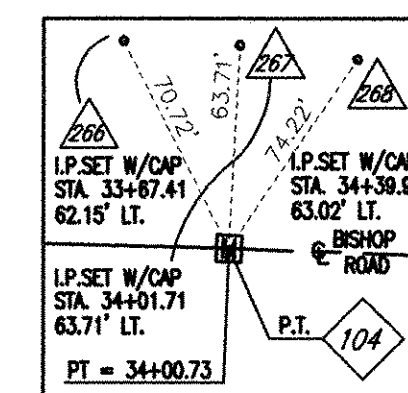 267
268
266
70.72'
63.71'
74.22'
I.P.SET W/CAP
STA. 33+67.41
62.15' LT.
I.P.SET W/CAP
STA. 34+39.9
63.02' LT.
BISHOP
ROAD
I.P.SET W/CAP
STA. 34+01.71
63.71' LT.
P.T.
104
PT = 34+00.73